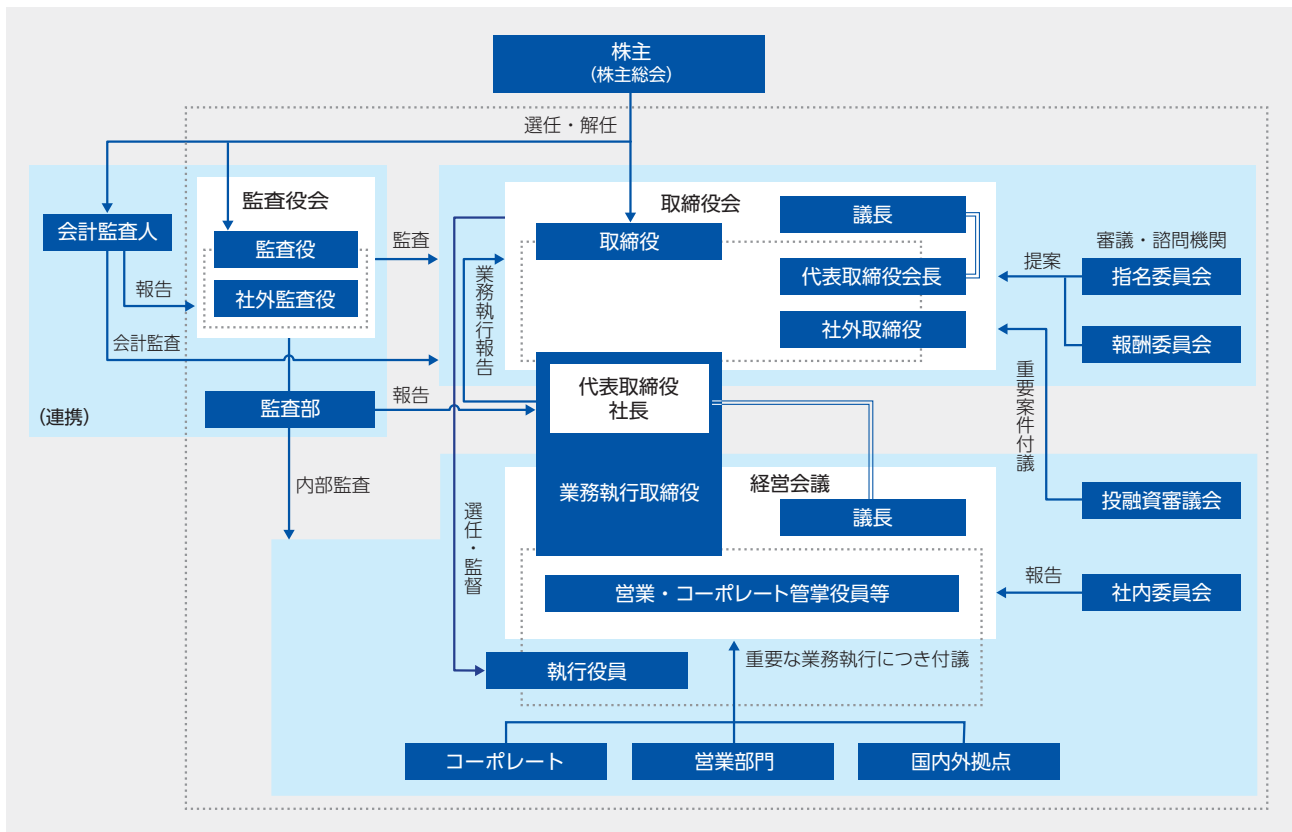 株主
(株主総会)
選任・解任
監査役会
会計監査人
監査役
社外監査役
報告
会計監査
監査
監査部
(連携)
報告
内部監査
取締役会
取締役
議長
代表取締役会長
社外取締役
業務執行報告
審議・諮問機関
提案
指名委員会
報酬委員会
代表取締役
社長
業務執行取締役
重要案件付議
経営会議
議長
投融資審議会
選任・監督
営業・コーポレート管掌役員等
報告
社内委員会
執行役員
重要な業務執行につき付議
コーポレート
営業部門
国内外拠点